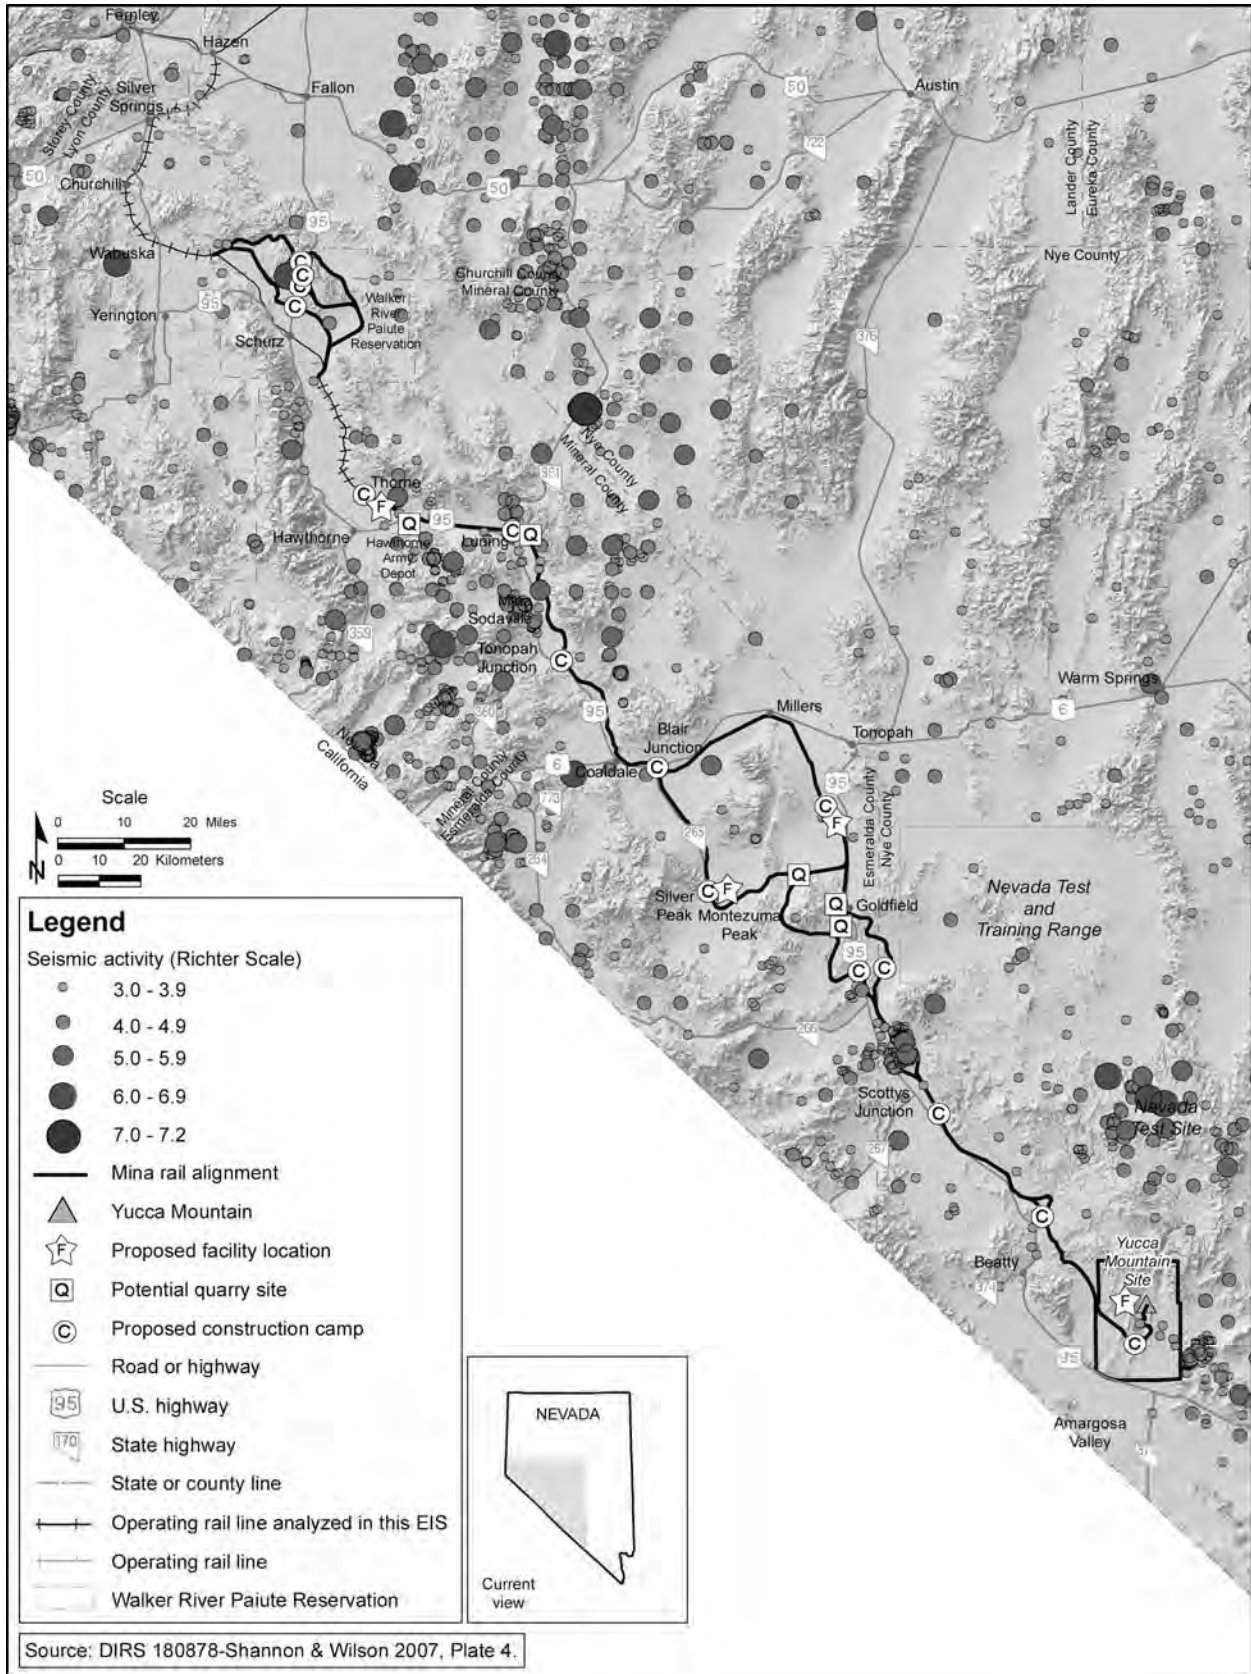 Fernley
Hazen
Silver
Springs
Fallon
Austin
50
722
Storey County
Lyon County
50
Churchill
50
95
Lander County
Eureka County
Wabuska
Churchill County
Mineral County
Nye County
95
Yerington
Walker
River
Paiute
Reservation
Schurz
376
Nye County
Mineral County
361
Thorne
Q
95
Hawthorne
Hawthorne
Army
Depot
Luning
C
Q
F
Mina
Sodaville
359
Tonopah
Junction
C
Warm Springs
360
95
6
Millers
Blair
Junction
Tonopah
Nevada
California
6
Coaldale
C
Mineral County
Esmeralda County
773
95
C
F
Esmeralda County
Nye County
265
264
Silver
Peak
C
F
Montezuma
Peak
Q
Q
Q
Goldfield
Nevada Test
and
Training Range
95
C
C
266
Scottys
Junction
C
Nevada
Test Site
267
C
Beatty
374
Yucca
Mountain
Site
F
C
95
Amargosa
Valley
Scale
0 10 20 Miles
0 10 20 Kilometers
N
Legend
Seismic activity (Richter Scale)
3.0 - 3.9
4.0 - 4.9
5.0 - 5.9
6.0 - 6.9
7.0 - 7.2
Mina rail alignment
Yucca Mountain
F Proposed facility location
Q Potential quarry site
C Proposed construction camp
Road or highway
95 U.S. highway
170 State highway
State or county line
Operating rail line analyzed in this EIS
Operating rail line
Walker River Paiute Reservation
NEVADA
Current
view
Source: DIRS 180878-Shannon & Wilson 2007, Plate 4.